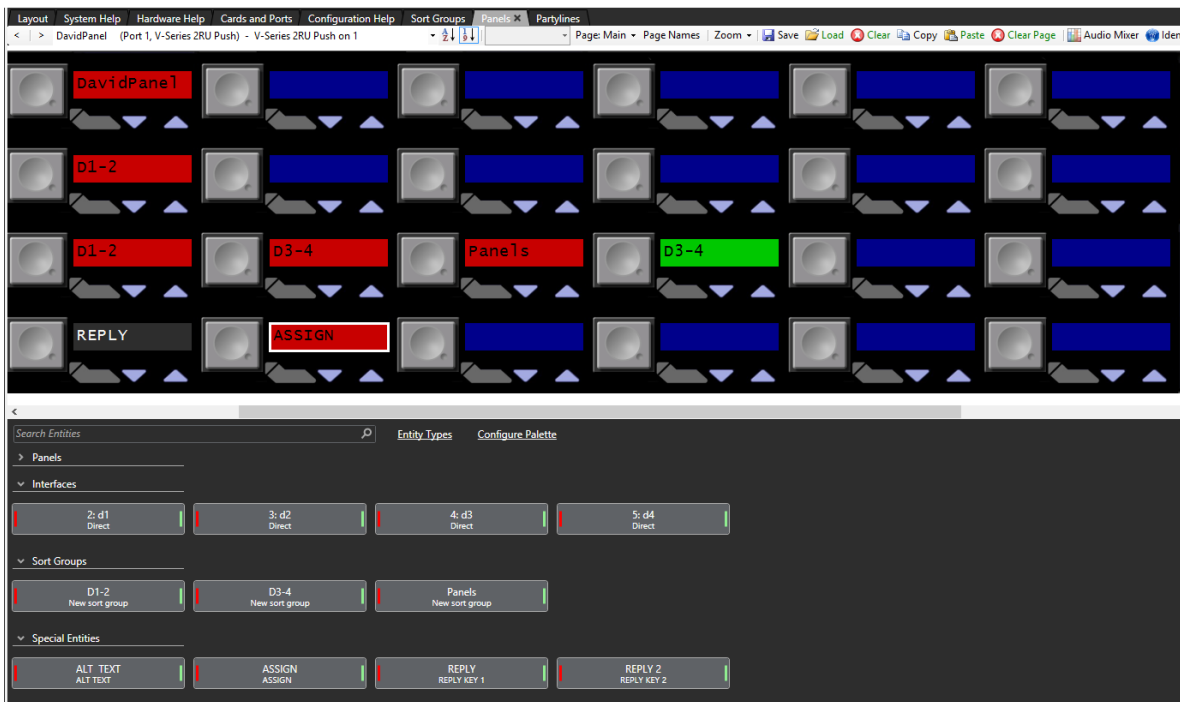 Layout System Help Hardware Help Cards and Ports Configuration Help Sort Groups Panels Partylines
DavidPanel (Port 1, V-Series 2RU Push) - V-Series 2RU Push on 1 Page: Main Page Names Zoom Save Load Clear Copy Paste Clear Page Audio Mixer Iden
DavidPanel
D1-2
D1-2 D3-4 Panels D3-4
REPLY ASSIGN
Search Entities Entity Types Configure Palette
Panels
Interfaces
2: d1 3: d2 4: d3 5: d4
Direct Direct Direct Direct
Sort Groups
D1-2 D3-4 Panels
New sort group New sort group New sort group
Special Entities
ALT TEXT ASSIGN REPLY REPLY 2
ALT TEXT ASSIGN REPLY KEY 1 REPLY KEY 2